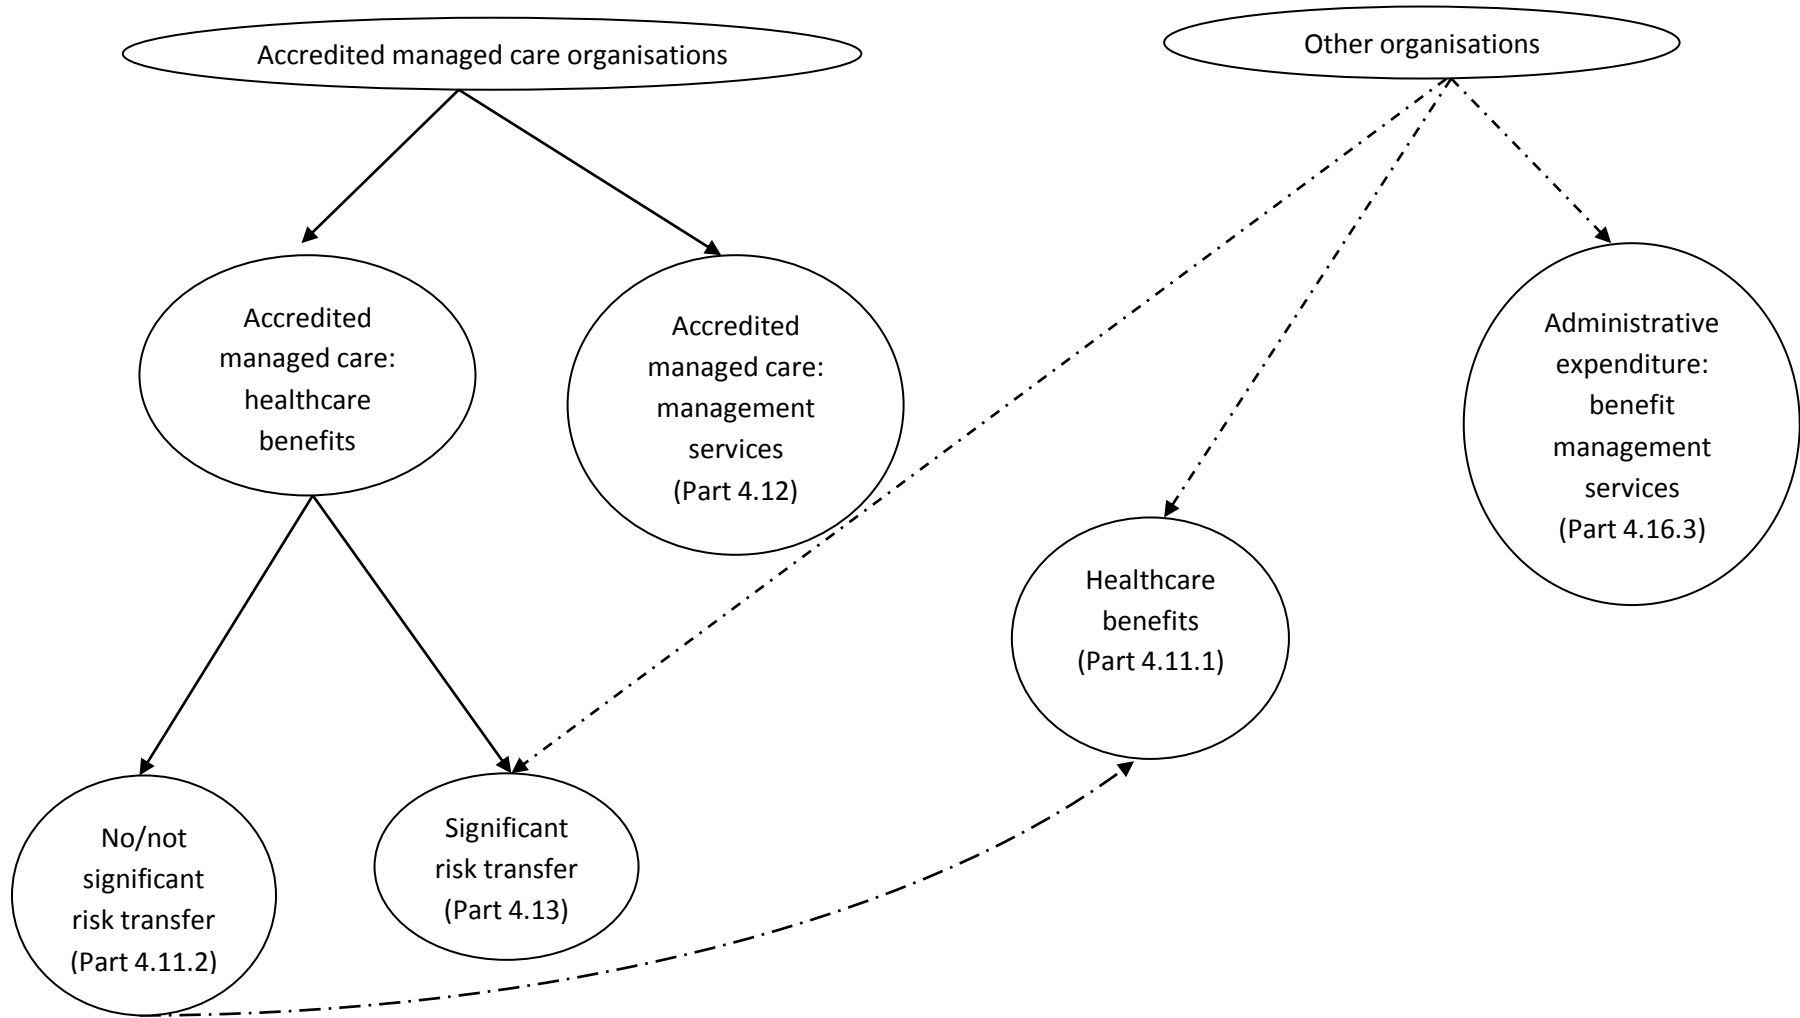 Accredited managed care organisations
Other organisations
Accredited
managed care:
healthcare
benefits
Accredited
managed care:
management
services
(Part 4.12)
Administrative
expenditure:
benefit
management
services
(Part 4.16.3)
Healthcare
benefits
(Part 4.11.1)
No/not
significant
risk transfer
(Part 4.11.2)
Significant
risk transfer
(Part 4.13)